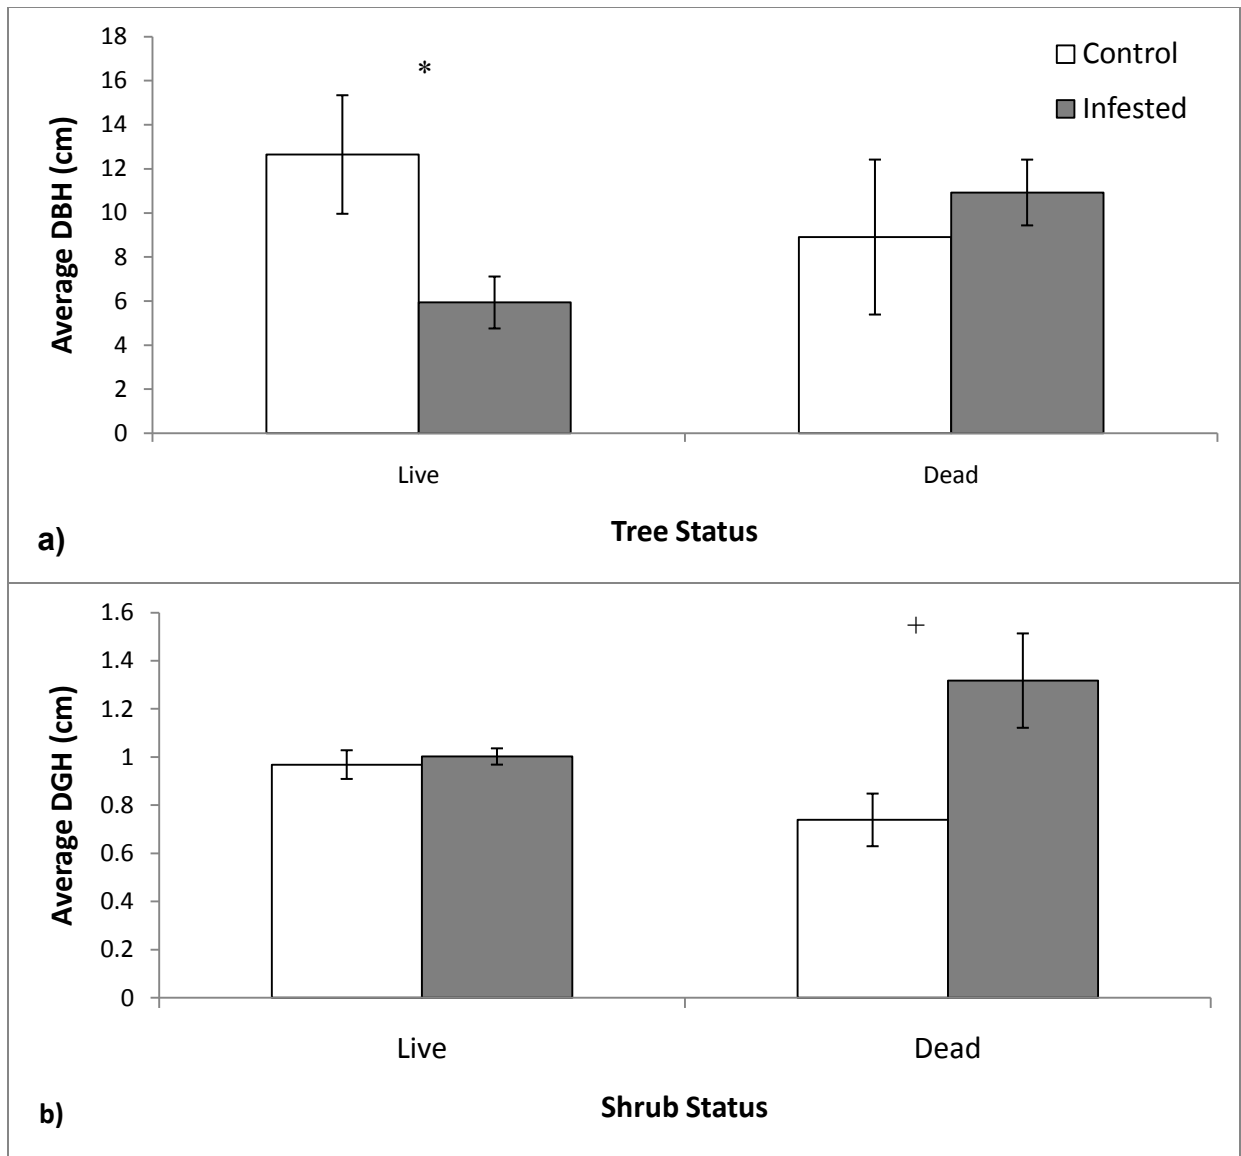 18
16
14
12
10
8
6
4
2
0
Average DBH (cm)
*
Control
Infested
Live
Dead
Tree Status
a)
1.6
1.4
1.2
1
0.8
0.6
0.4
0.2
0
Average DGH (cm)
+
Live
Dead
Shrub Status
b)